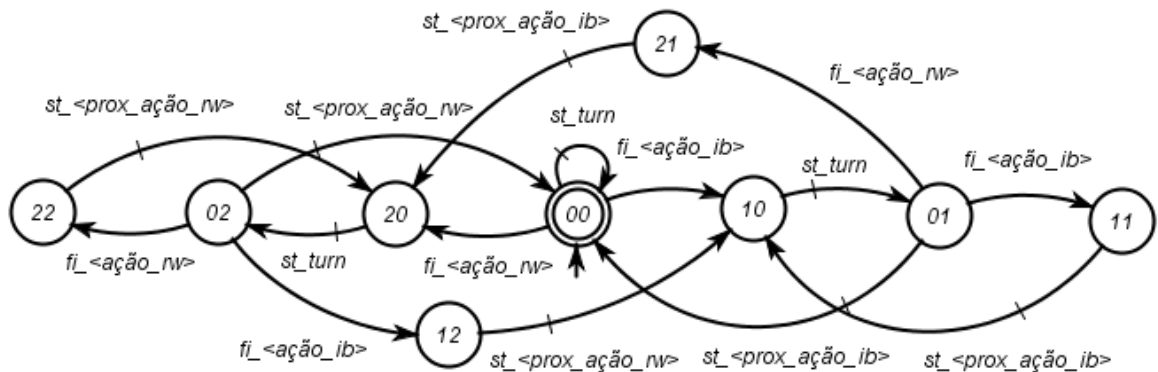 st_<prox_ação_ib>
21
fi_<ação_rw>
st_<prox_ação_rw>
st_<prox_ação_rw>
st_turn
fi_<ação_ib>
st_turn
fi_<ação_ib>
22
02
20
00
10
01
11
fi_<ação_rw>
st_turn
fi_<ação_rw>
12
fi_<ação_ib>
st_<prox_ação_rw>
st_<prox_ação_ib>
st_<prox_ação_ib>